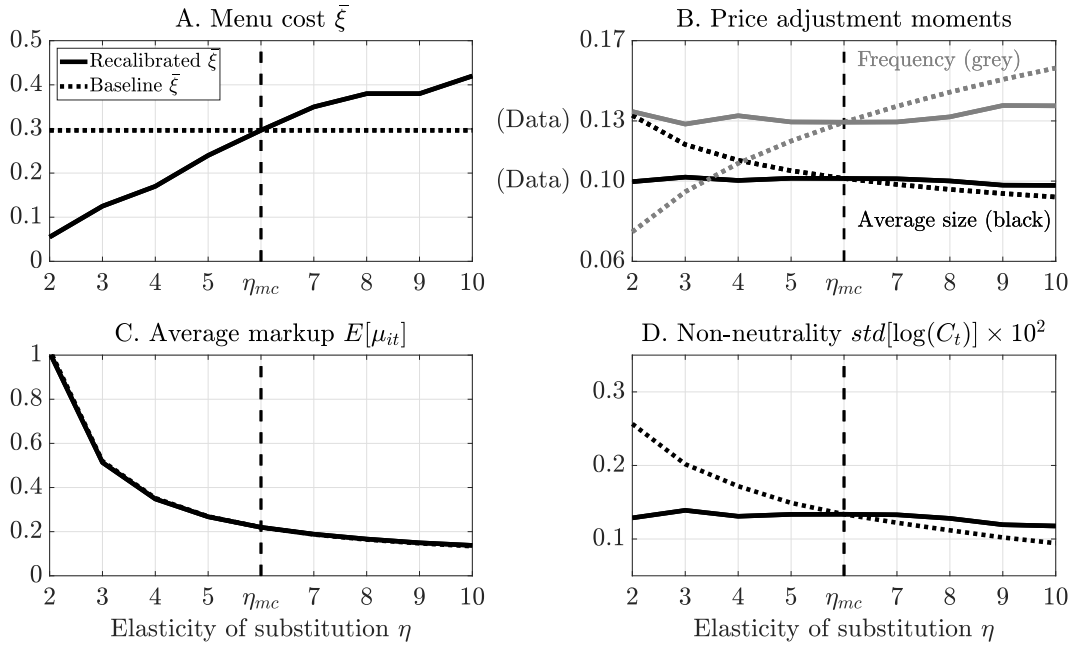 A. Menu cost ξ̄
0.5
0.4
0.3
0.2
0.1
0
Recalibrated ξ̄
Baseline ξ̄
2 3 4 5 η_mc 7 8 9 10
B. Price adjustment moments
0.17
(Data) 0.13
(Data) 0.10
0.06
Frequency (grey)
Average size (black)
2 3 4 5 η_mc 7 8 9 10
C. Average markup E[μ_it]
1
0.8
0.6
0.4
0.2
0
2 3 4 5 η_mc 7 8 9 10
Elasticity of substitution η
D. Non-neutrality std[log(C_t)] × 10²
0.3
0.2
0.1
2 3 4 5 η_mc 7 8 9 10
Elasticity of substitution η